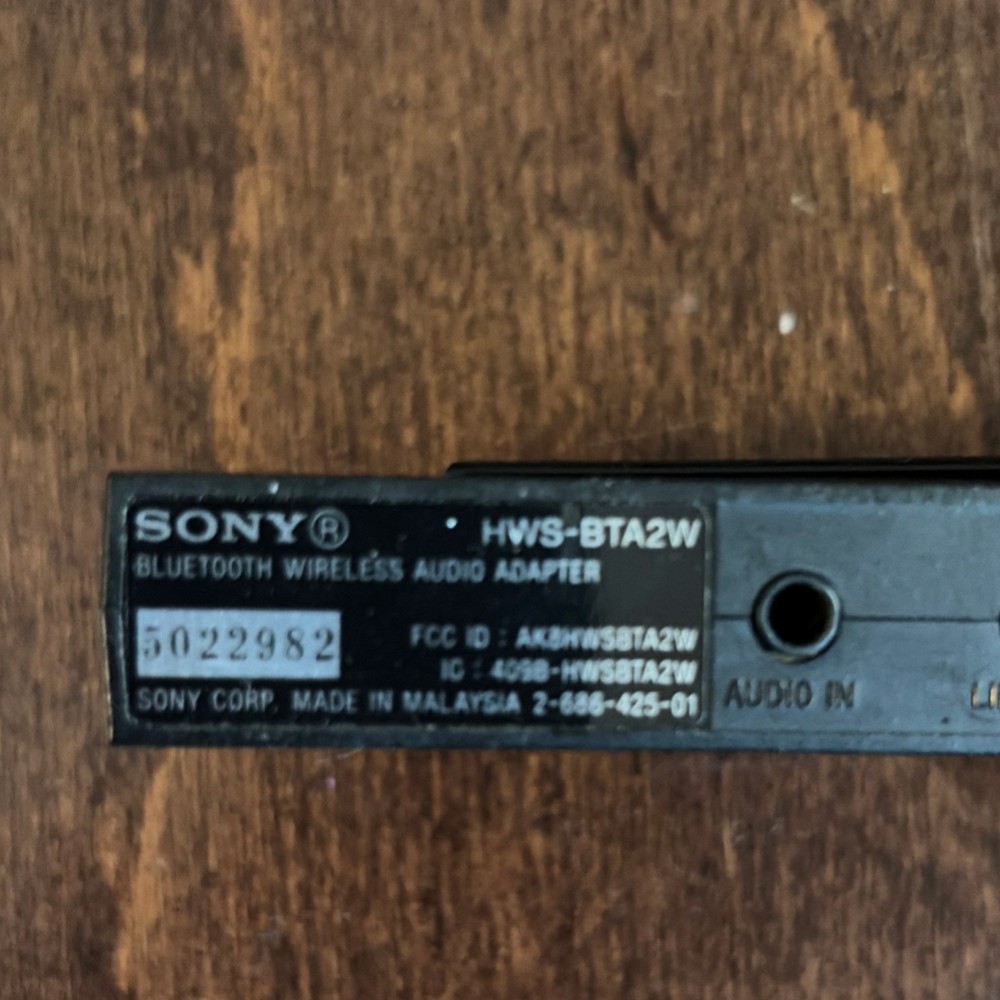 SONY® HWS-BTA2W
BLUETOOTH WIRELESS AUDIO ADAPTER
5022982
FCC ID : AK8HWSBTA2W
IC : 409B-HWSBTA2W
SONY CORP. MADE IN MALAYSIA 2-686-425-01
AUDIO IN
LI